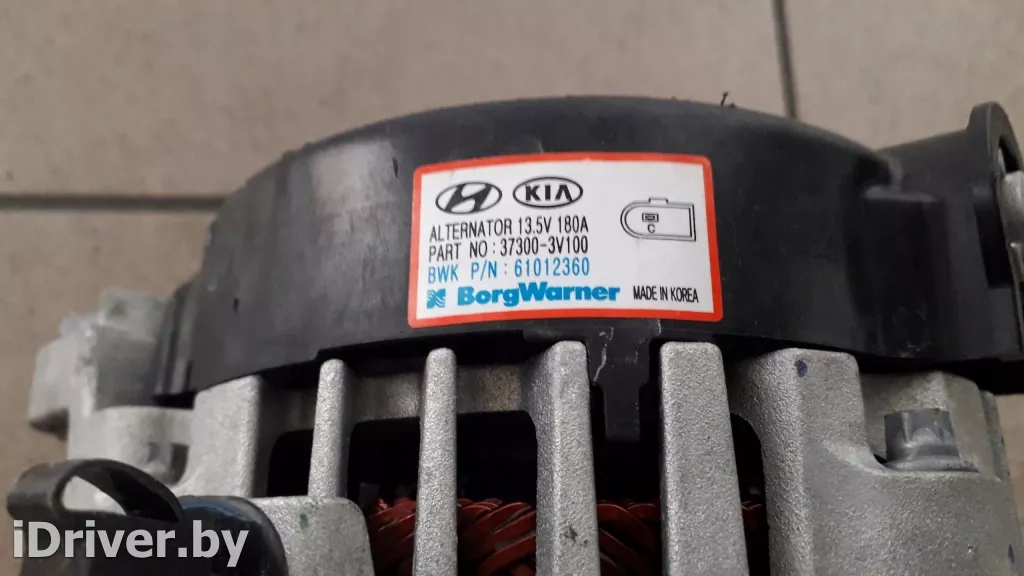 KIA
ALTERNATOR 13.5V 180A
PART NO : 37300-3V100
C
BWK P/N : 61012360
BorgWarner MADE IN KOREA
iDriver.by